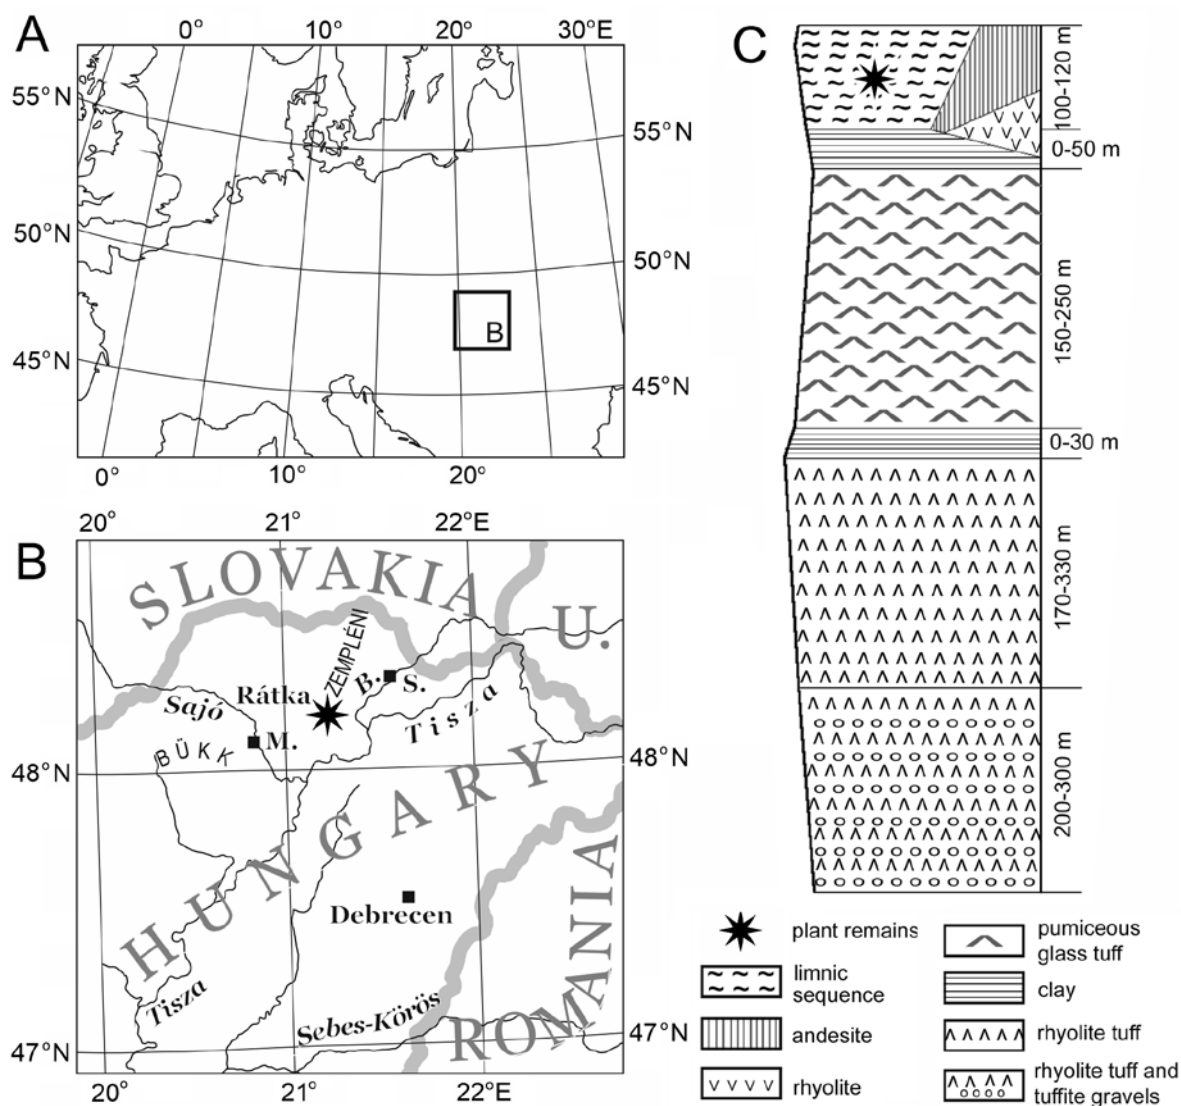 A
0° 10° 20° 30°E
55°N
55°N
50°N
50°N
B
45°N
45°N
0° 10° 20°
B
20° 21° 22°E
SLOVAKIA
U.
ZEMPLÉNI
Rátka
B.
S.
Sajó
Tisza
M.
BÜKK
48°N
48°N
HUNGARY
Debrecen
ROMANIA
Tisza
Sebes-Körös
47°N
47°N
20° 21° 22°E
C
100-120 m
0-50 m
150-250 m
0-30 m
170-330 m
200-300 m
plant remains
limnic
sequence
andesite
rhyolite
pumiceous
glass tuff
clay
rhyolite tuff
rhyolite tuff and
tuffite gravels